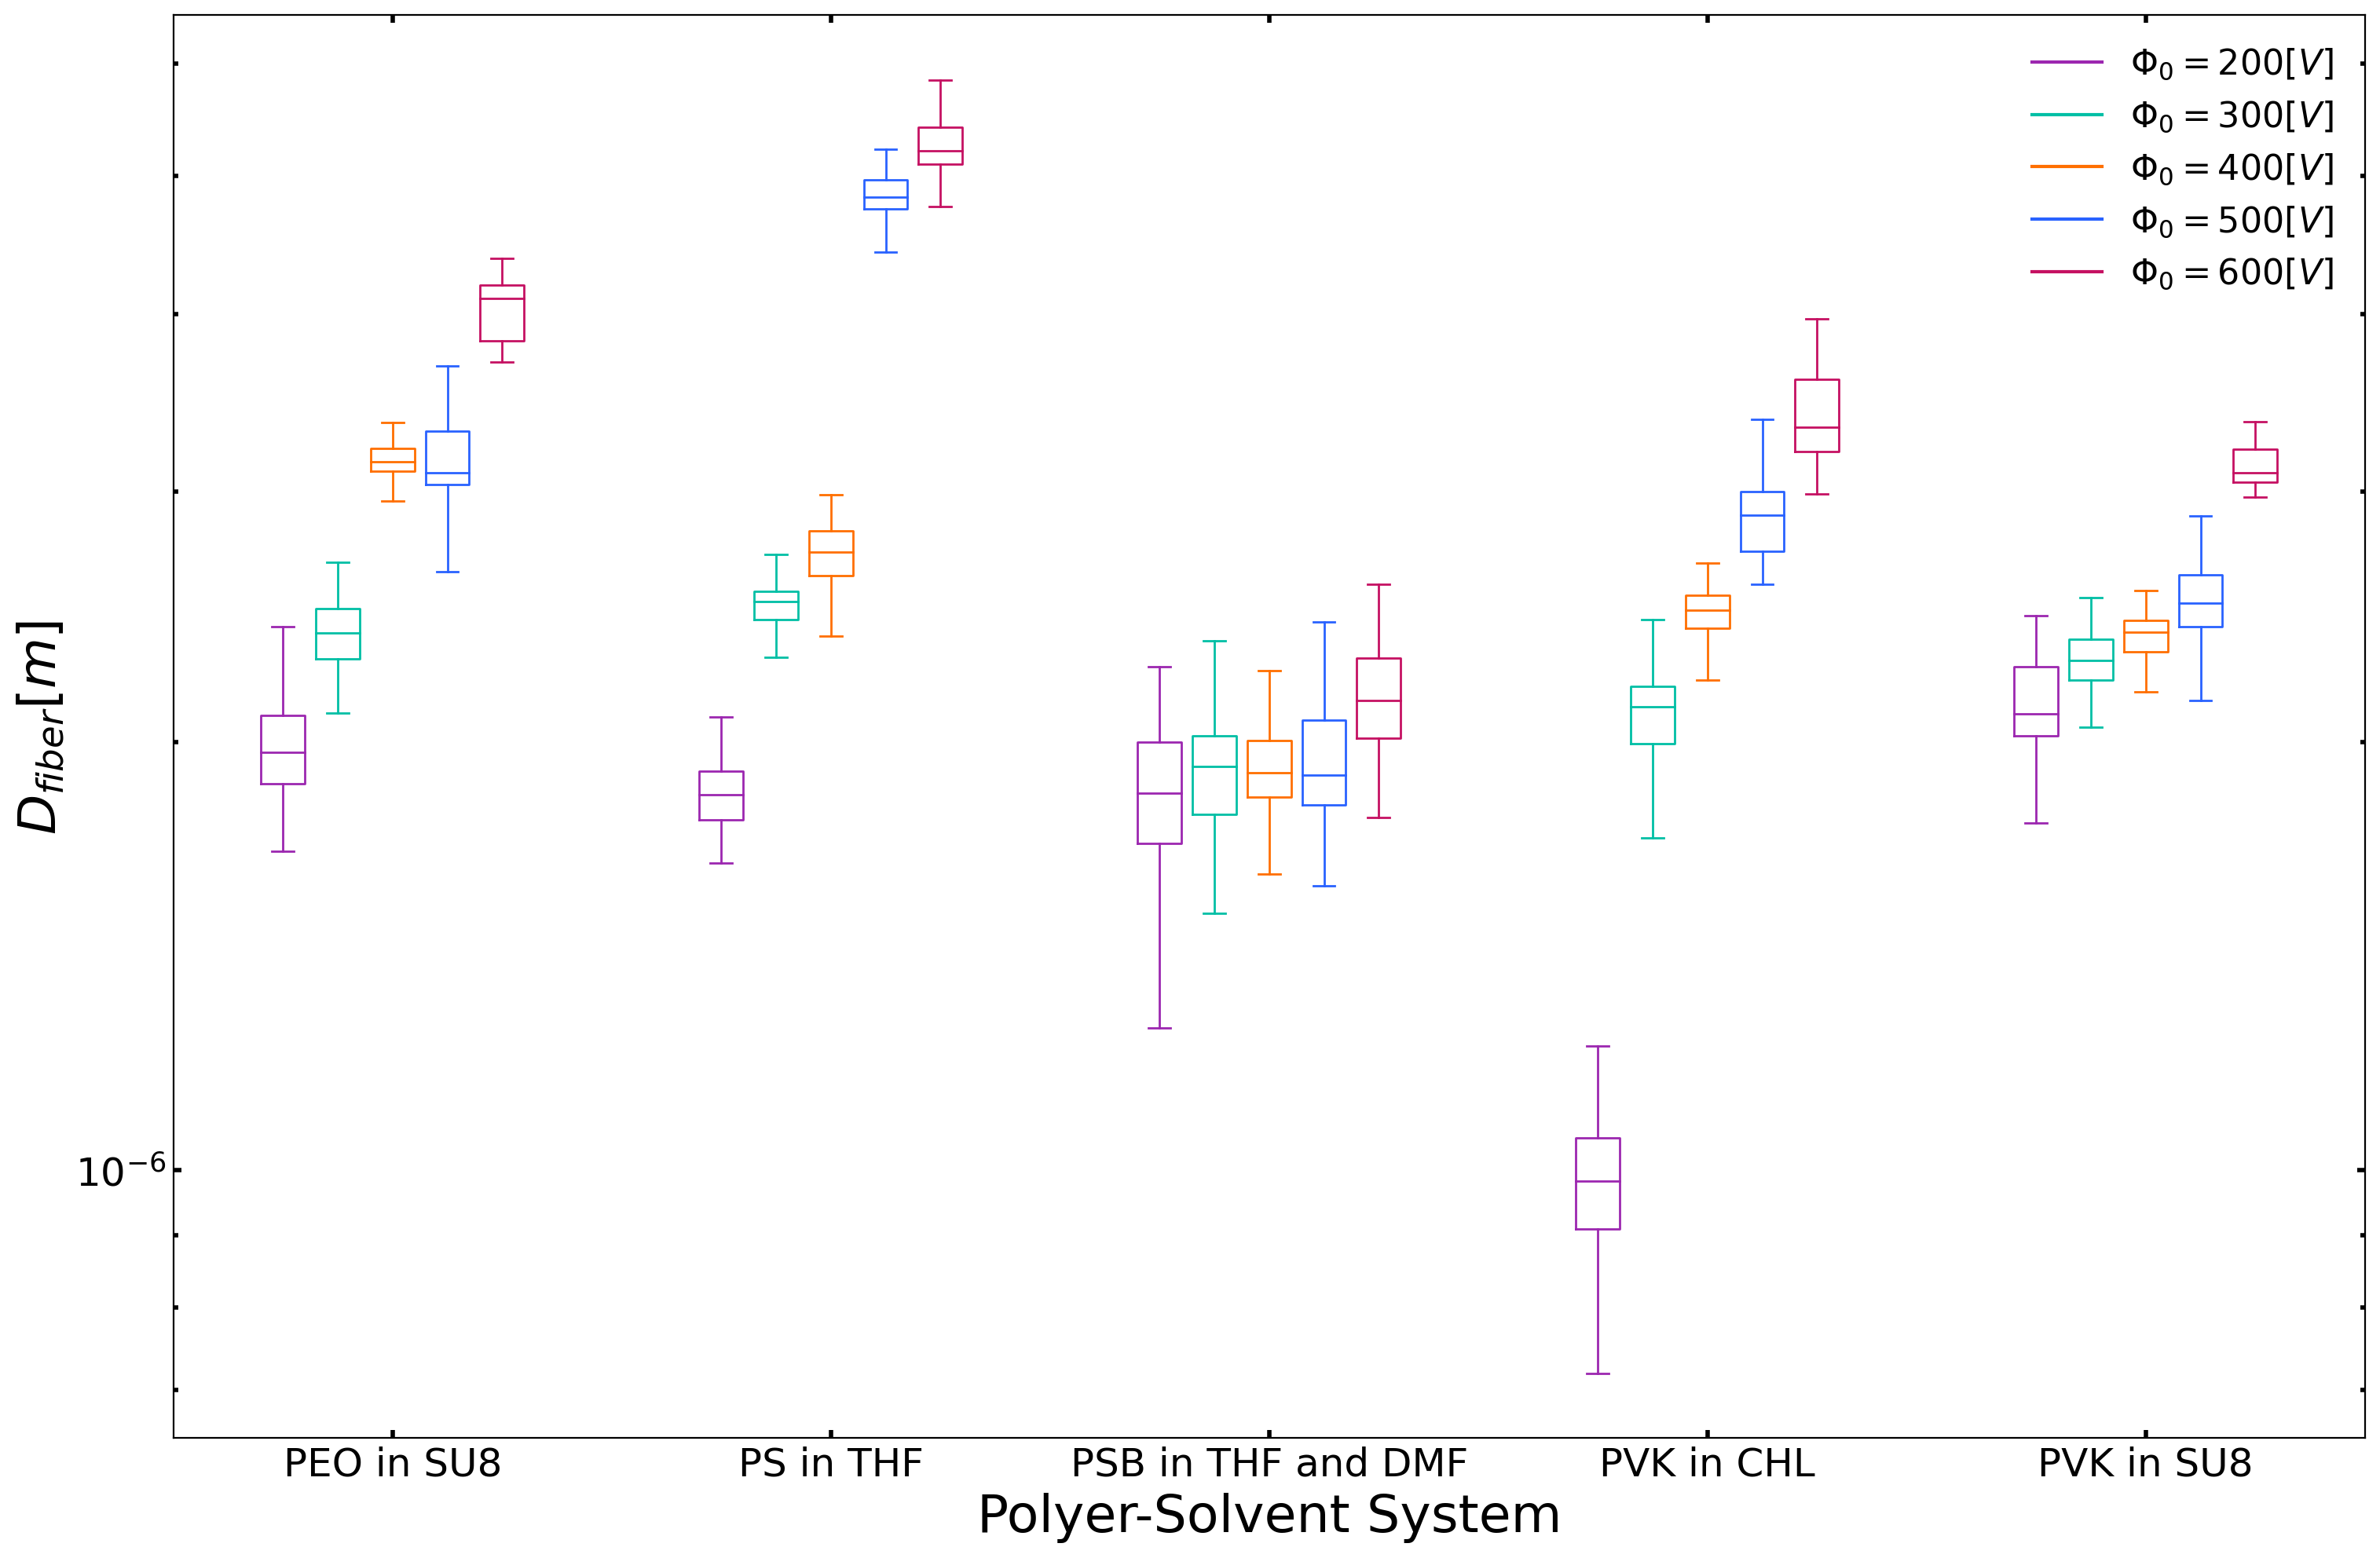 Φ₀ = 200[V]
Φ₀ = 300[V]
Φ₀ = 400[V]
Φ₀ = 500[V]
Φ₀ = 600[V]
D_fiber[m]
10⁻⁶
PEO in SU8
PS in THF
PSB in THF and DMF
PVK in CHL
PVK in SU8
Polyer-Solvent System